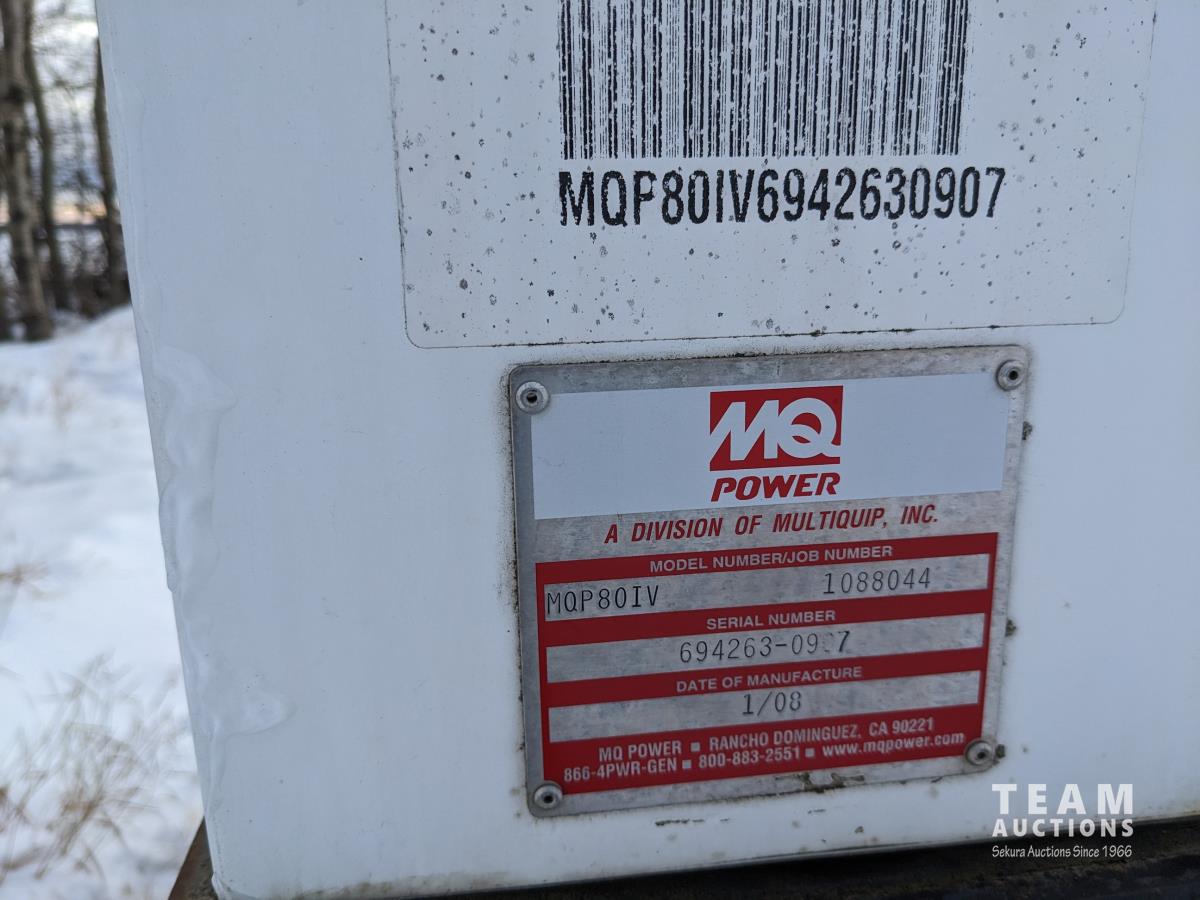 MQP80IV6942630907
MQ
POWER
A DIVISION OF MULTIQUIP, INC.
MODEL NUMBER/JOB NUMBER
MQP80IV 1088044
SERIAL NUMBER
694263-0907
DATE OF MANUFACTURE
1/08
MQ POWER ■ RANCHO DOMINGUEZ, CA 90221
866-4PWR-GEN ■ 800-883-2551 ■ www.mqpower.com
TEAM
AUCTIONS
Sekura Auctions Since 1966